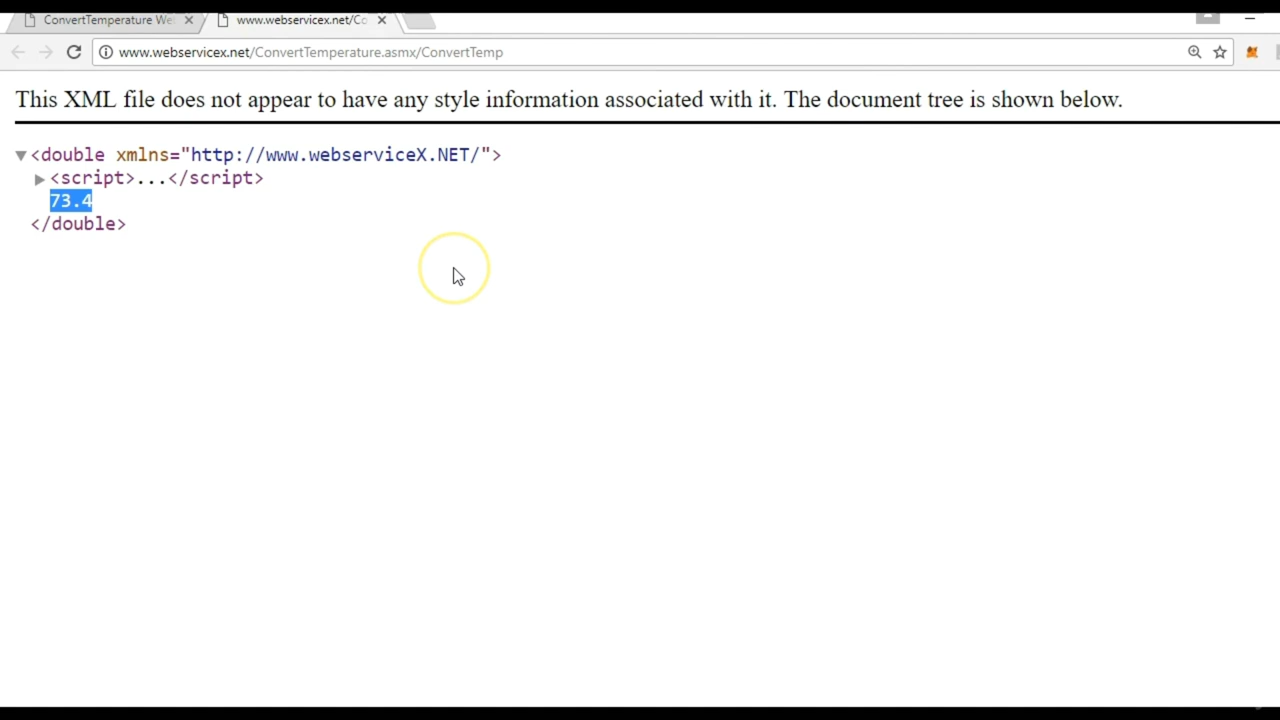 ConvertTemperature We
www.webservicex.net/Co
www.webservicex.net/ConvertTemperature.asmx/ConvertTemp
This XML file does not appear to have any style information associated with it. The document tree is shown below.
<double xmlns="http://www.webserviceX.NET/">
<script>...</script>
73.4
</double>